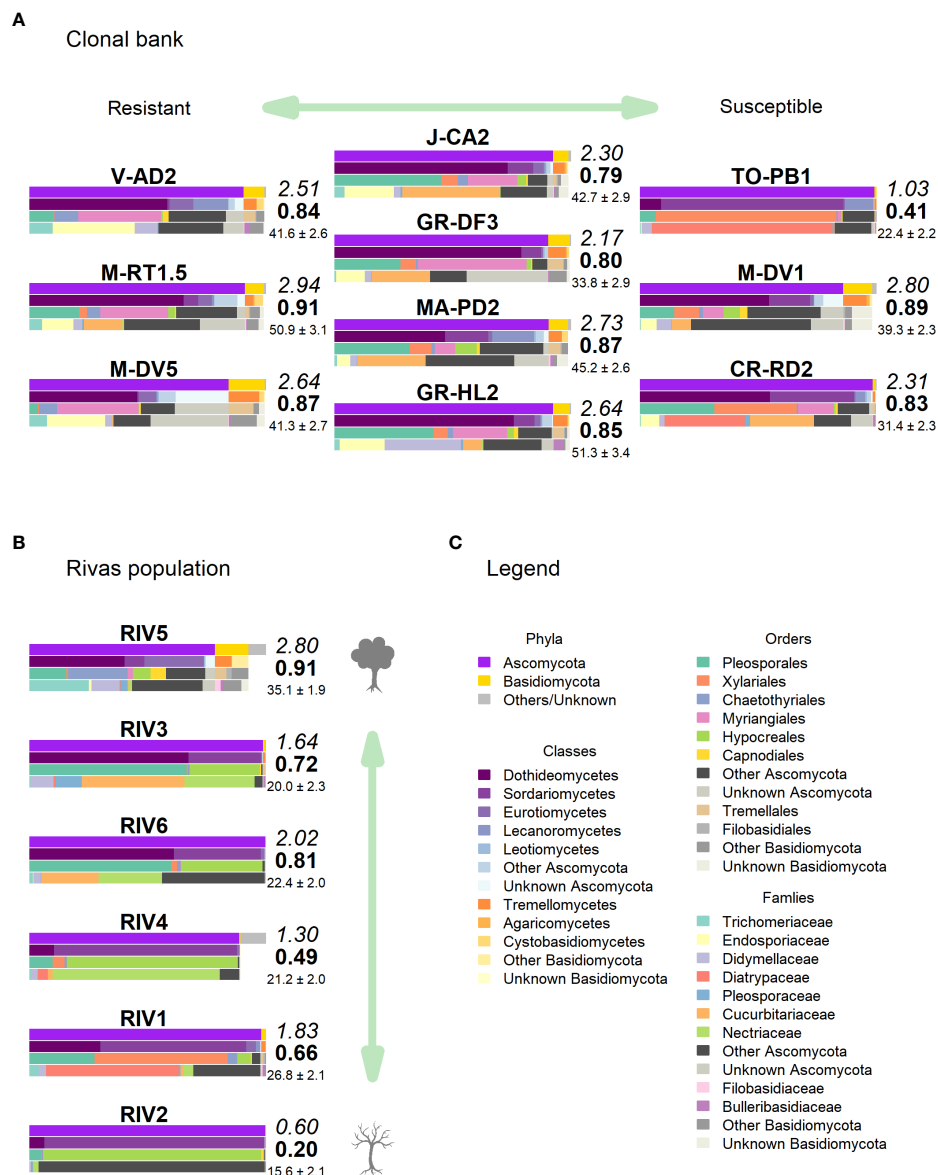 A
Clonal bank
Resistant
Susceptible
J-CA2
2.30
0.79
42.7 ± 2.9
V-AD2
2.51
0.84
41.6 ± 2.6
TO-PB1
1.03
0.41
22.4 ± 2.2
GR-DF3
2.17
0.80
33.8 ± 2.9
M-RT1.5
2.94
0.91
50.9 ± 3.1
M-DV1
2.80
0.89
39.3 ± 2.3
MA-PD2
2.73
0.87
45.2 ± 2.6
M-DV5
2.64
0.87
41.3 ± 2.7
CR-RD2
2.31
0.83
31.4 ± 2.3
GR-HL2
2.64
0.85
51.3 ± 3.4
B
Rivas population
RIV5
2.80
0.91
35.1 ± 1.9
RIV3
1.64
0.72
20.0 ± 2.3
RIV6
2.02
0.81
22.4 ± 2.0
RIV4
1.30
0.49
21.2 ± 2.0
RIV1
1.83
0.66
26.8 ± 2.1
RIV2
0.60
0.20
15.6 ± 2.1
C
Legend
Phyla
Ascomycota
Basidiomycota
Others/Unknown
Classes
Dothideomycetes
Sordariomycetes
Eurotiomycetes
Lecanoromycetes
Leotiomycetes
Other Ascomycota
Unknown Ascomycota
Tremellomycetes
Agaricomycetes
Cystobasidiomycetes
Other Basidiomycota
Unknown Basidiomycota
Orders
Pleosporales
Xylariales
Chaetothyriales
Myriangiales
Hypocreales
Capnodiales
Other Ascomycota
Unknown Ascomycota
Tremellales
Filobasidiales
Other Basidiomycota
Unknown Basidiomycota
Famlies
Trichomeriaceae
Endosporiaceae
Didymellaceae
Diatrypaceae
Pleosporaceae
Cucurbitariaceae
Nectriaceae
Other Ascomycota
Unknown Ascomycota
Filobasidiaceae
Bulleribasidiaceae
Other Basidiomycota
Unknown Basidiomycota